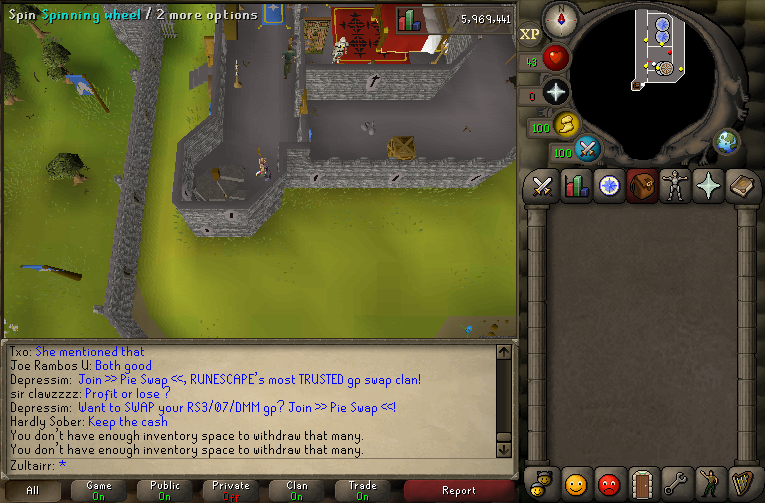 Spin Spinning wheel / 2 more options
5,969,441
XP
43
0
100
100
Txo: She mentioned that
Joe Rambos U: Both good
Depressim: Join >> Pie Swap <<, RUNESCAPE's most TRUSTED gp swap clan!
sir clawzzzz: Profit or lose ?
Depressim: Want to SWAP your RS3/07/DMM gp? Join >> Pie Swap <<!
Hardly Sober: Keep the cash
You don't have enough inventory space to withdraw that many.
You don't have enough inventory space to withdraw that many.
Zultairr: *
All
Game
On
Public
On
Private
Off
Clan
On
Trade
On
Report